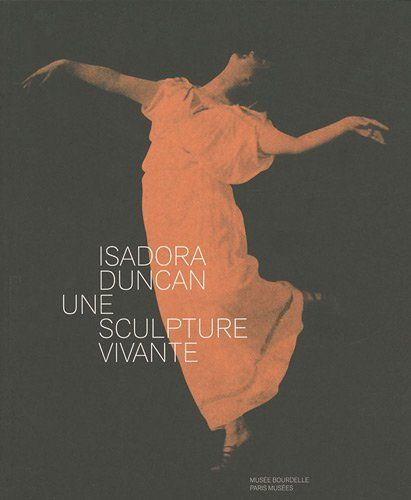 ISADORA
DUNCAN
UNE
SCULPTURE
VIVANTE
MUSÉE BOURDELLE
PARIS MUSÉES